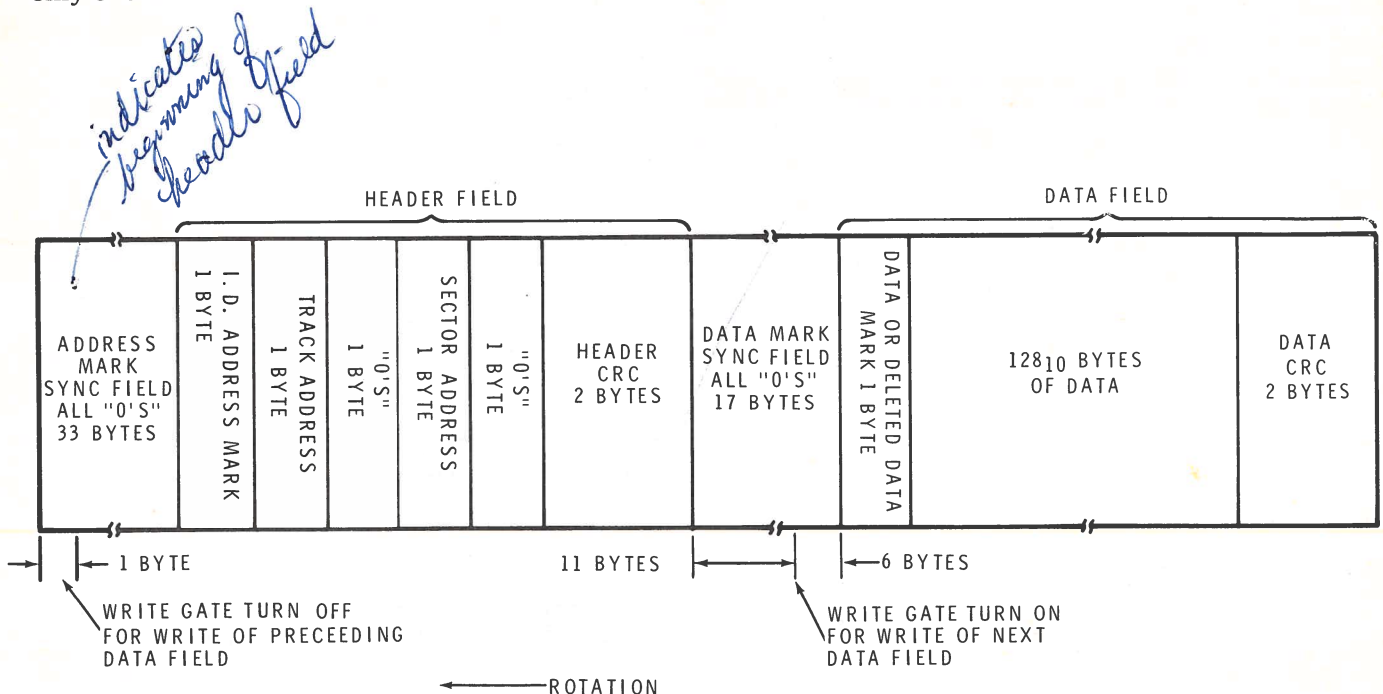 indicates
beginning of
header field
HEADER FIELD
DATA FIELD
ADDRESS
MARK
SYNC FIELD
ALL "0'S"
33 BYTES
I.D. ADDRESS MARK
1 BYTE
TRACK ADDRESS
1 BYTE
"0'S"
1 BYTE
SECTOR ADDRESS
1 BYTE
"0'S"
1 BYTE
HEADER
CRC
2 BYTES
DATA MARK
SYNC FIELD
ALL "0'S"
17 BYTES
DATA OR DELETED DATA
MARK 1 BYTE
128₁₀ BYTES
OF DATA
DATA
CRC
2 BYTES
1 BYTE
11 BYTES
6 BYTES
WRITE GATE TURN OFF
FOR WRITE OF PRECEEDING
DATA FIELD
WRITE GATE TURN ON
FOR WRITE OF NEXT
DATA FIELD
ROTATION